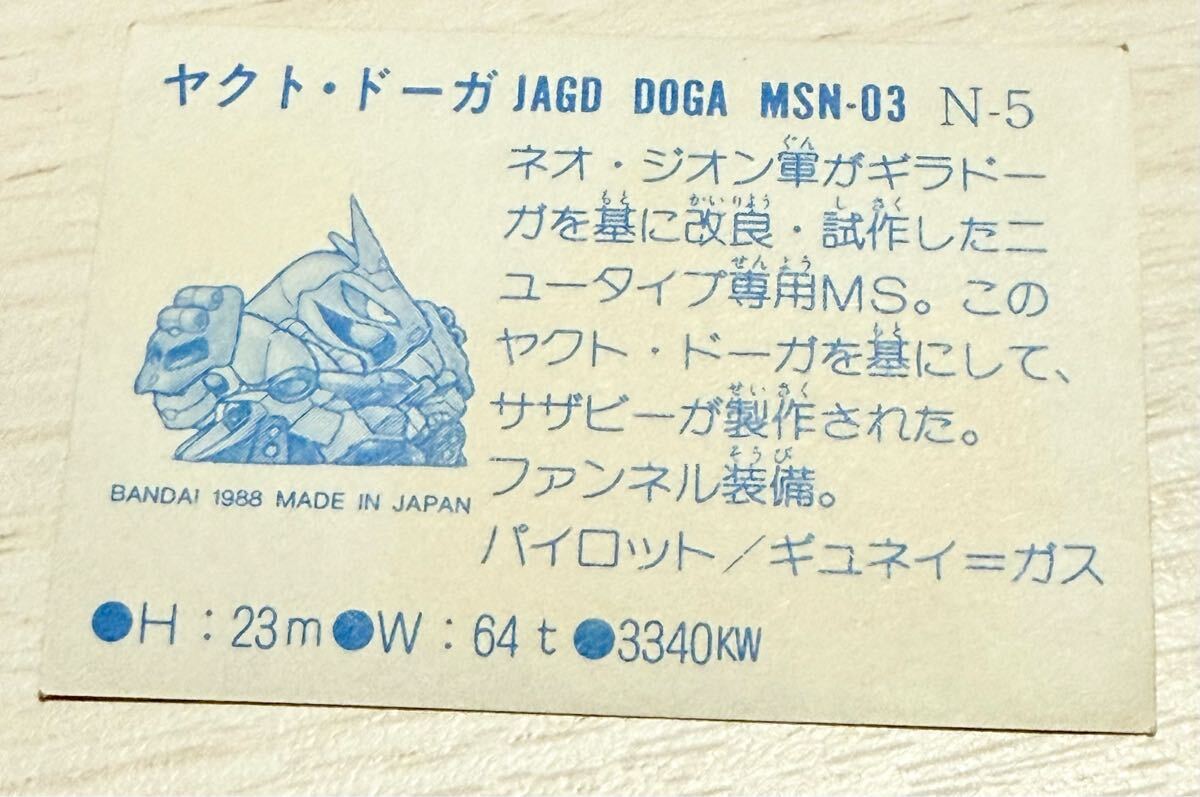 ヤクト・ドーガ JAGD DOGA MSN-03 N-5
ネオ・ジオン軍がギラドー
ガを基に改良・試作したニ
ュータイプ専用MS。この
ヤクト・ドーガを基にして、
サザビーが製作された。
ファンネル装備。
パイロット/ギュネイ=ガス
BANDAI 1988 MADE IN JAPAN
●H:23m●W:64t●3340KW